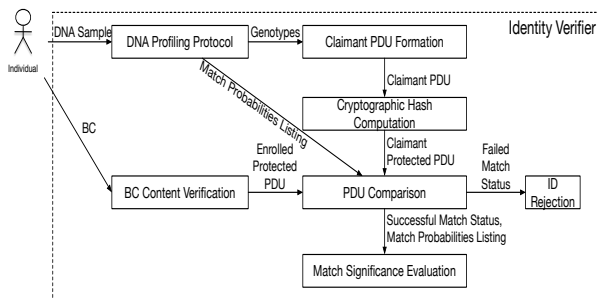 Identity Verifier
DNA Sample
DNA Profiling Protocol
Genotypes
Claimant PDU Formation
Individual
Match Probabilities Listing
Claimant PDU
Cryptographic Hash
Computation
BC
Enrolled
Protected
PDU
Claimant
Protected PDU
Failed
Match
Status
BC Content Verification
PDU Comparison
ID
Rejection
Successful Match Status,
Match Probabilities Listing
Match Significance Evaluation